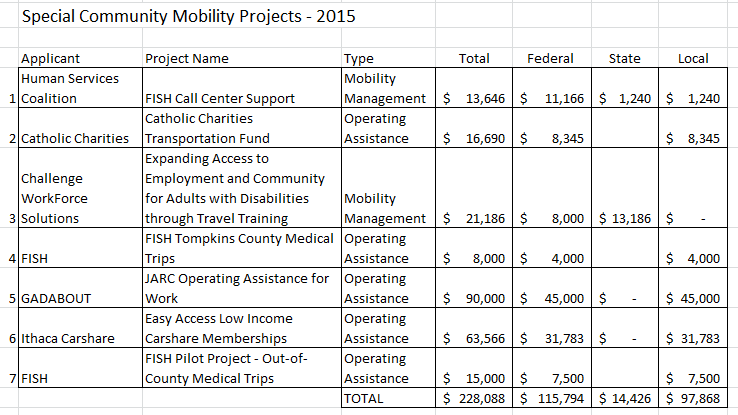 Special Community Mobility Projects - 2015
Applicant Project Name Type Total Federal State Local
Human Services Mobility
1 Coalition FISH Call Center Support Management $ 13,646 $ 11,166 $ 1,240 $ 1,240
Catholic Charities Operating
2 Catholic Charities Transportation Fund Assistance $ 16,690 $ 8,345 $ 8,345
Expanding Access to
Challenge Employment and Community
WorkForce for Adults with Disabilities Mobility
3 Solutions through Travel Training Management $ 21,186 $ 8,000 $ 13,186 $ -
FISH Tompkins County Medical Operating
4 FISH Trips Assistance $ 8,000 $ 4,000 $ 4,000
JARC Operating Assistance for Operating
5 GADABOUT Work Assistance $ 90,000 $ 45,000 $ - $ 45,000
Easy Access Low Income Operating
6 Ithaca Carshare Carshare Memberships Assistance $ 63,566 $ 31,783 $ - $ 31,783
FISH Pilot Project - Out-of- Operating
7 FISH County Medical Trips Assistance $ 15,000 $ 7,500 $ 7,500
TOTAL $ 228,088 $ 115,794 $ 14,426 $ 97,868